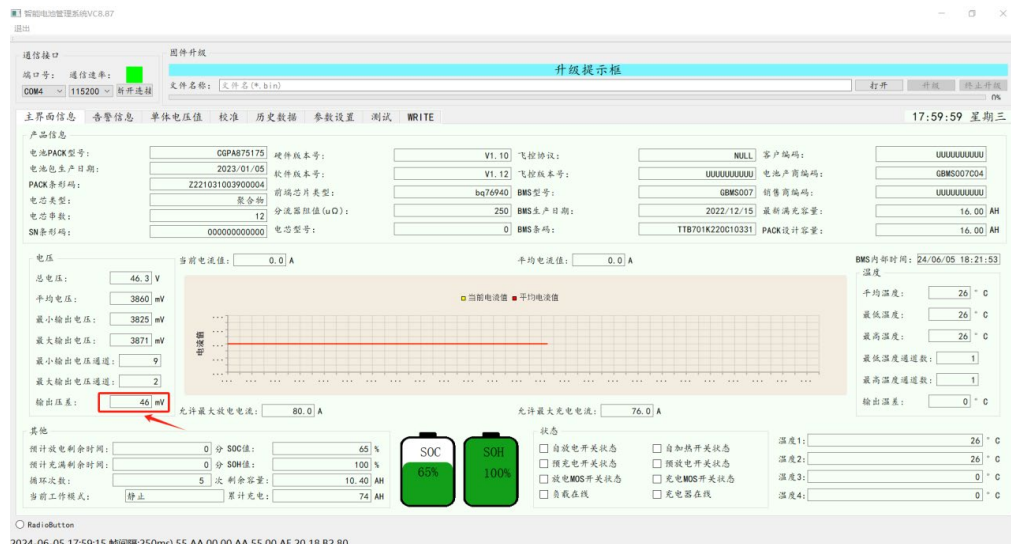 智能电池管理系统VC8.87
退出
通信接口
固件升级
端口号: 通信速率:
升级提示框
COM4 115200 断开连接
文件名称: 文件名(*.bin) 打开 升级 终止升级
0%
主界面信息 告警信息 单体电压值 校准 历史数据 参数设置 测试 WRITE 17:59:59 星期三
产品信息
电池PACK型号: CGPA875175 硬件版本号: V1.10 飞控协议: NULL 客户编码: UUUUUUUUUU
电池包生产日期: 2023/01/05 软件版本号: V1.12 飞控版本号: UUUUUUUUUU 电池产商编码: GBMS007C04
PACK条形码: Z221031003900004 前端芯片类型: bq76940 BMS型号: GBMS007 销售商编码: UUUUUUUUUU
电芯类型: 聚合物 分流器阻值(uΩ): 250 BMS生产日期: 2022/12/15 最新满充容量: 16.00 AH
电芯串数: 12 电芯型号: 0 BMS条码: TTB701K220C10331 PACK设计容量: 16.00 AH
SN条形码: 000000000000
电压 当前电流值: 0.0 A 平均电流值: 0.0 A BMS内部时间: 24/06/05 18:21:53
总电压: 46.3 V
平均电压: 3860 mV
最小输出电压: 3825 mV
最大输出电压: 3871 mV
最小输出电压通道: 9
最大输出电压通道: 2
输出压差: 46 mV
当前电流值 平均电流值
电流值
允许最大放电电流: 80.0 A 允许最大充电电流: 76.0 A
温度
平均温度: 26 ° C
最低温度: 26 ° C
最高温度: 26 ° C
最低温度通道数: 1
最高温度通道数: 1
输出温差: 0 ° C
其他
预计放电剩余时间: 0 分 SOC值: 65 %
预计充满剩余时间: 0 分 SOH值: 100 %
循环次数: 5 次 剩余容量: 10.40 AH
当前工作模式: 静止 累计充电: 74 AH
SOC
65%
SOH
100%
状态
自放电开关状态 自加热开关状态
预充电开关状态 预放电开关状态
放电MOS开关状态 充电MOS开关状态
负载在线 充电器在线
温度1: 26 ° C
温度2: 26 ° C
温度3: 0 ° C
温度4: 0 ° C
RadioButton
2024-06-05 17:59:15 帧间隔:250ms) 55 AA 00 00 AA 55 00 AF 20 18 B2 80